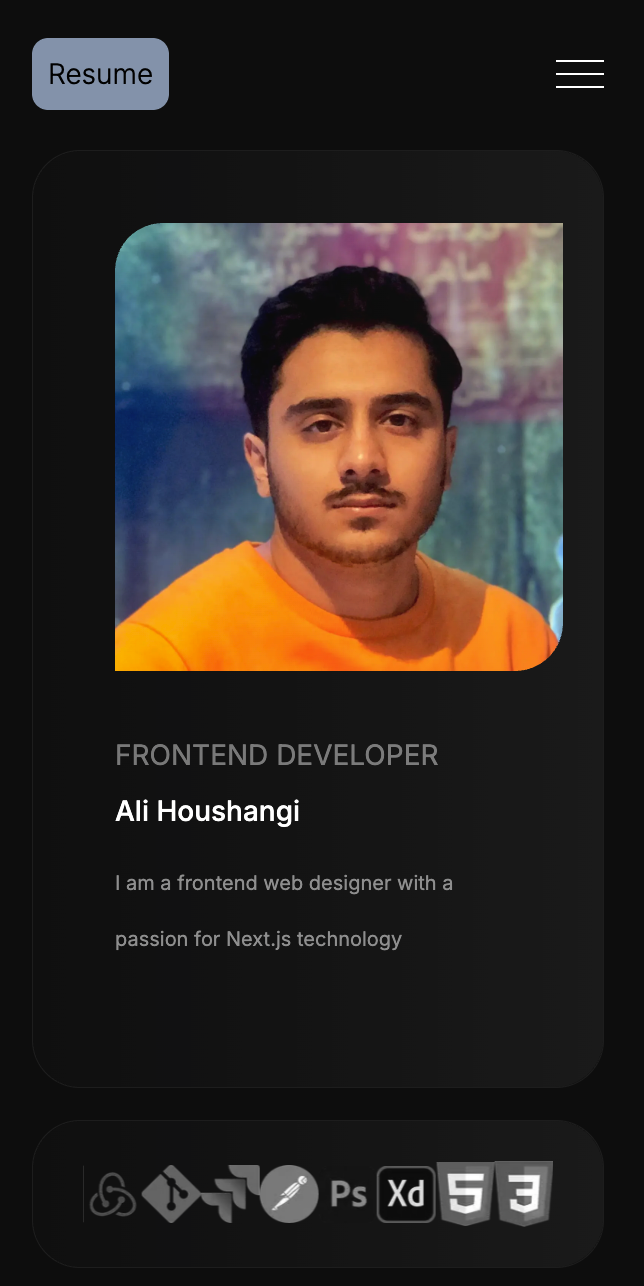 Resume
FRONTEND DEVELOPER
Ali Houshangi
I am a frontend web designer with a
passion for Next.js technology
Ps Xd 5 3